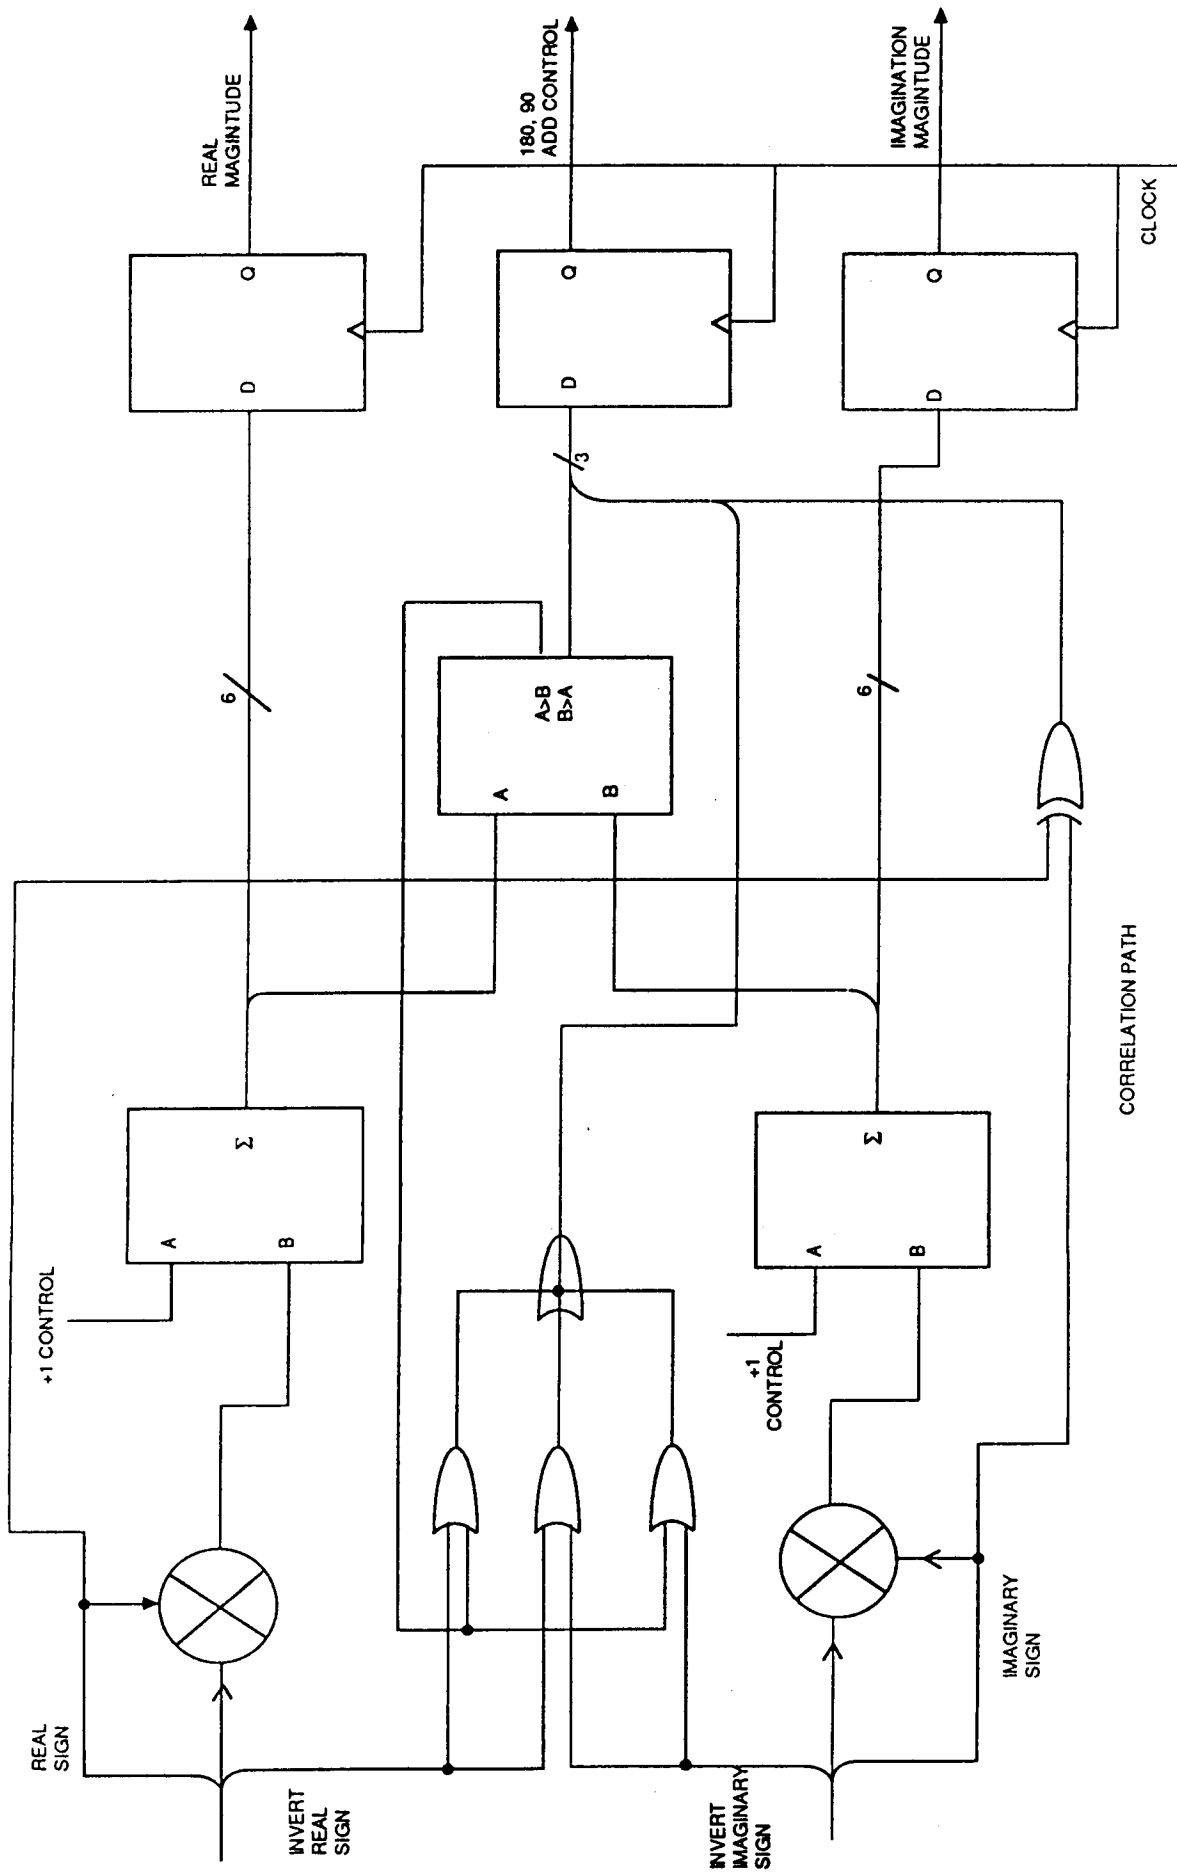 REAL
SIGN
INVERT
REAL
SIGN
+1 CONTROL
A
B
Σ
6
D
Q
REAL
MAGINTUDE
A
B
A>B
B>A
3
D
Q
180, 90
ADD CONTROL
INVERT
IMAGINARY
SIGN
IMAGINARY
SIGN
+1
CONTROL
A
B
Σ
6
D
Q
IMAGINATION
MAGINTUDE
CLOCK
CORRELATION PATH